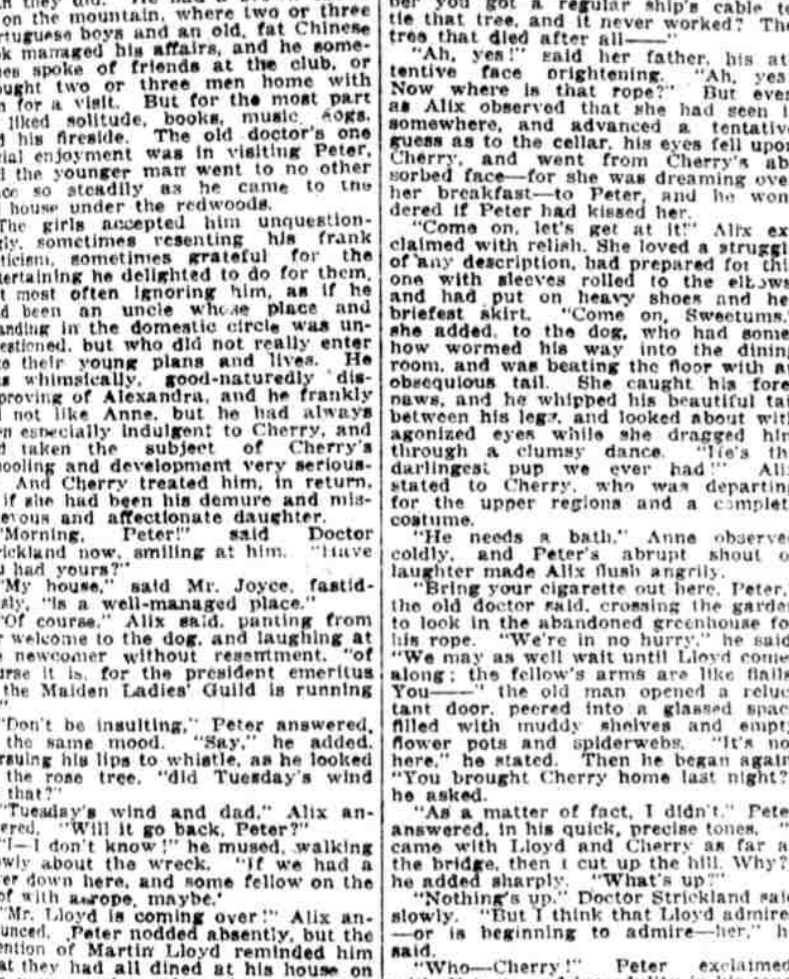 on the mountain, where two or three
rtuguese boys and an old, fat Chinese
k managed his affairs, and he some-
es spoke of friends at the club, or
ought two or three men home with
n for a visit. But for the most part
liked solitude, books, music, dogs,
d his fireside. The old doctor's one
ial enjoyment was in visiting Peter,
d the younger man went to no other
ce so steadily as he came to the
house under the redwoods.
The girls accepted him unquestion-
gly, sometimes resenting his frank
ticism, sometimes grateful for the
tertaining he delighted to do for them,
t most often ignoring him, as if he
d been an uncle whose place and
anding in the domestic circle was un-
estioned, but who did not really enter
o their young plans and lives. He
s whimsically, good-naturedly dis-
proving of Alexandra, and he frankly
not like Anne, but he had always
en especially indulgent to Cherry, and
d taken the subject of Cherry's
ooling and development very serious-
And Cherry treated him, in return,
if she had been his demure and mis-
evous and affectionate daughter.
"Morning, Peter!" said Doctor
ickland now, smiling at him. "Have
u had yours?"
"My house," said Mr. Joyce, fastid-
sly, "is a well-managed place."
"Of course," Alix said, panting from
r welcome to the dog, and laughing at
e newcomer without resentment, "of
urse it is, for the president emeritus
the Maiden Ladies' Guild is running
"
"Don't be insulting," Peter answered,
the same mood. "Say," he added,
rsuing his lips to whistle, as he looked
the rose tree, "did Tuesday's wind
that?"
"Tuesday's wind and dad," Alix an-
ered, "Will it go back, Peter?"
"I—I don't know!" he mused, walking
wly about the wreck. "If we had a
er down here, and some fellow on the
of with a rope, maybe."
"Mr. Lloyd is coming over!" Alix an-
unced. Peter nodded absently, but the
ention of Martin Lloyd reminded him
at they had all dined at his house on
ber you got a regular ship's cable to
tie that tree, and it never worked? The
tree that died after all——"
"Ah, yes!" said her father, his at-
tentive face brightening. "Ah, yes
Now where is that rope?" But even
as Alix observed that she had seen i
somewhere, and advanced a tentative
guess as to the cellar, his eyes fell upon
Cherry, and went from Cherry's ab
sorbed face—for she was dreaming ove
her breakfast—to Peter, and he won
dered if Peter had kissed her.
"Come on, let's get at it!" Alix ex
claimed with relish. She loved a struggl
of any description, had prepared for thi
one with sleeves rolled to the elbows
and had put on heavy shoes and he
briefest skirt. "Come on, Sweetums,"
she added, to the dog, who had some
how wormed his way into the dining
room, and was beating the floor with a
obsequious tail. She caught his fore
paws, and he whipped his beautiful tai
between his legs, and looked about with
agonized eyes while she dragged him
through a clumsy dance. "He's th
darlingest pup we ever had!" Alix
stated to Cherry, who was departin
for the upper regions and a complet
costume.
"He needs a bath," Anne observed
coldly, and Peter's abrupt shout o
laughter made Alix flush angrily.
"Bring your cigarette out here, Peter,
the old doctor said, crossing the garden
to look in the abandoned greenhouse fo
his rope. "We're in no hurry," he said
"We may as well wait until Lloyd come
along; the fellow's arms are like flails
You——" the old man opened a reluc
tant door, peered into a glassed spac
filled with muddy shelves and empty
flower pots and spiderwebs. "It's no
here," he stated. Then he began again
"You brought Cherry home last night?
he asked.
"As a matter of fact, I didn't," Pete
answered, in his quick, precise tones. "
came with Lloyd and Cherry as far a
the bridge, then I cut up the hill. Why?
he added sharply. "What's up?"
"Nothing's up," Doctor Strickland said
slowly. "But I think that Lloyd admire
—or is beginning to admire—her," h
said.
"Who—Cherry!" Peter exclaimed